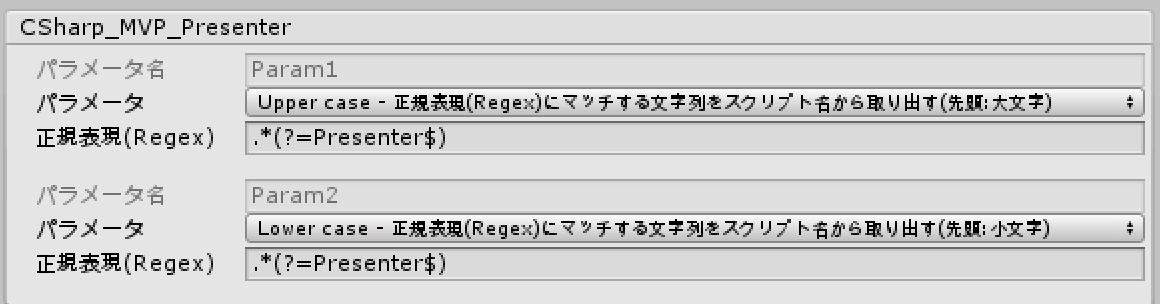 CSharp_MVP_Presenter
パラメータ名 Param1
パラメータ Upper case - 正規表現(Regex)にマッチする文字列をスクリプト名から取り出す(先頭:大文字)
正規表現(Regex) .*(?=Presenter$)
パラメータ名 Param2
パラメータ Lower case - 正規表現(Regex)にマッチする文字列をスクリプト名から取り出す(先頭:小文字)
正規表現(Regex) .*(?=Presenter$)